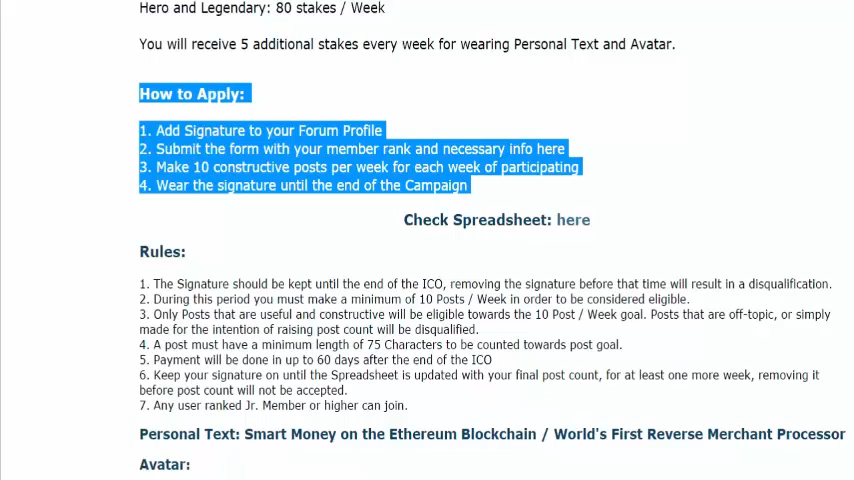 Hero and Legendary: 80 stakes / Week
You will receive 5 additional stakes every week for wearing Personal Text and Avatar.
How to Apply:
1. Add Signature to your Forum Profile
2. Submit the form with your member rank and necessary info here
3. Make 10 constructive posts per week for each week of participating
4. Wear the signature until the end of the Campaign
Check Spreadsheet: here
Rules:
1. The Signature should be kept until the end of the ICO, removing the signature before that time will result in a disqualification.
2. During this period you must make a minimum of 10 Posts / Week in order to be considered eligible.
3. Only Posts that are useful and constructive will be eligible towards the 10 Post / Week goal. Posts that are off-topic, or simply
made for the intention of raising post count will be disqualified.
4. A post must have a minimum length of 75 Characters to be counted towards post goal.
5. Payment will be done in up to 60 days after the end of the ICO
6. Keep your signature on until the Spreadsheet is updated with your final post count, for at least one more week, removing it
before post count will not be accepted.
7. Any user ranked Jr. Member or higher can join.
Personal Text: Smart Money on the Ethereum Blockchain / World's First Reverse Merchant Processor
Avatar: